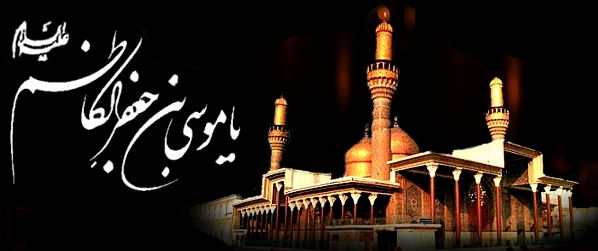 یا موسی بن جعفر الکاظم
علیه السلام